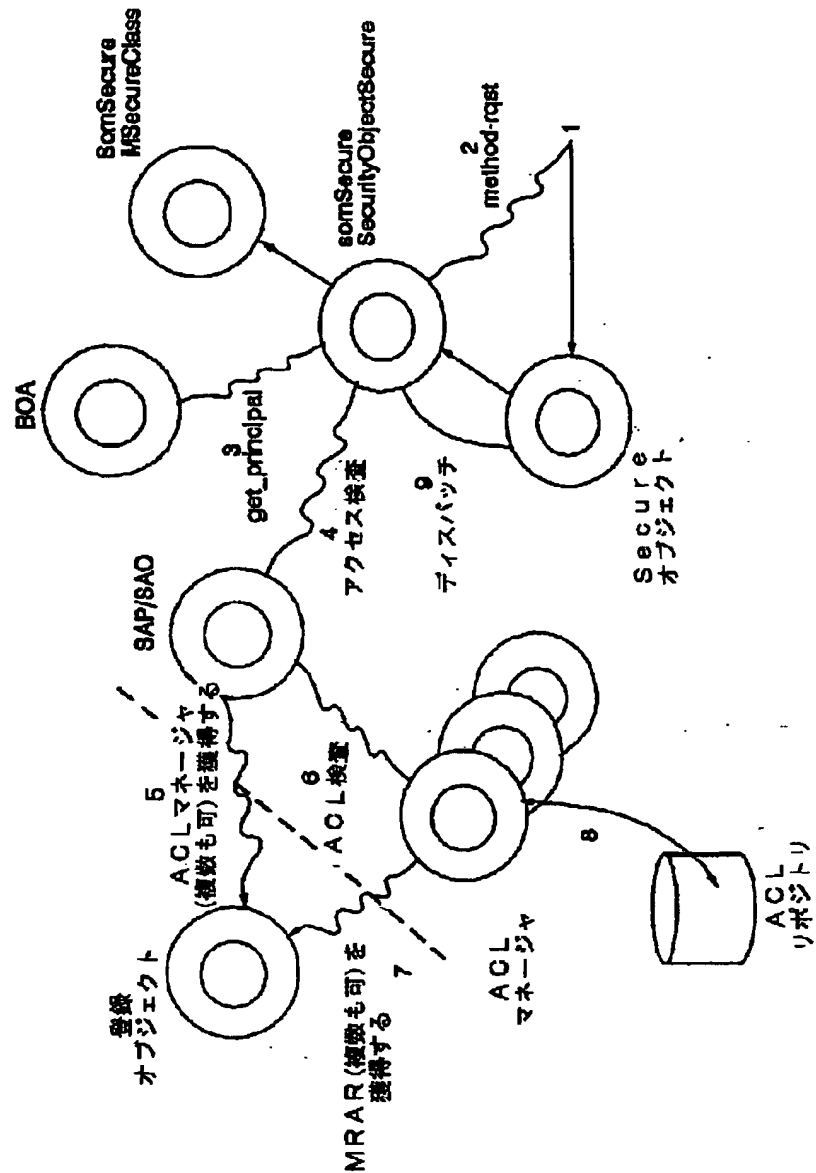 SomSecure
MSecureClass
BOA
somSecure
SecurityObjectSecure
2
method-rqst
1
3
get_principal
SAP/SAO
4
アクセス検査
9
ディスパッチ
Secure
オブジェクト
5
ACLマネージャ
(複数も可)を獲得する
6
ACL検査
登録
オブジェクト
7
MRAR(複数も可)を
獲得する
ACL
マネージャ
8
ACL
リポジトリ